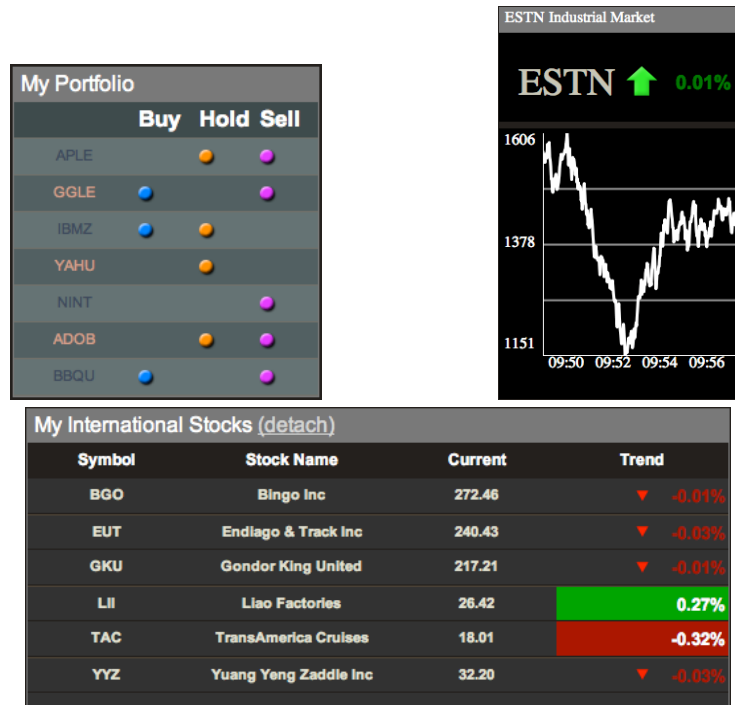 ESTN Industrial Market
ESTN 0.01%
1606
1378
1151
09:50 09:52 09:54 09:56
My Portfolio
Buy Hold Sell
APLE
GGLE
IBMZ
YAHU
NINT
ADOB
BBQU
My International Stocks (detach)
Symbol Stock Name Current Trend
BGO Bingo Inc 272.46 -0.01%
EUT Endiago & Track Inc 240.43 -0.03%
GKU Gondor King United 217.21 -0.01%
LII Liao Factories 26.42 0.27%
TAC TransAmerica Cruises 18.01 -0.32%
YYZ Yuang Yeng Zaddle Inc 32.20 -0.03%